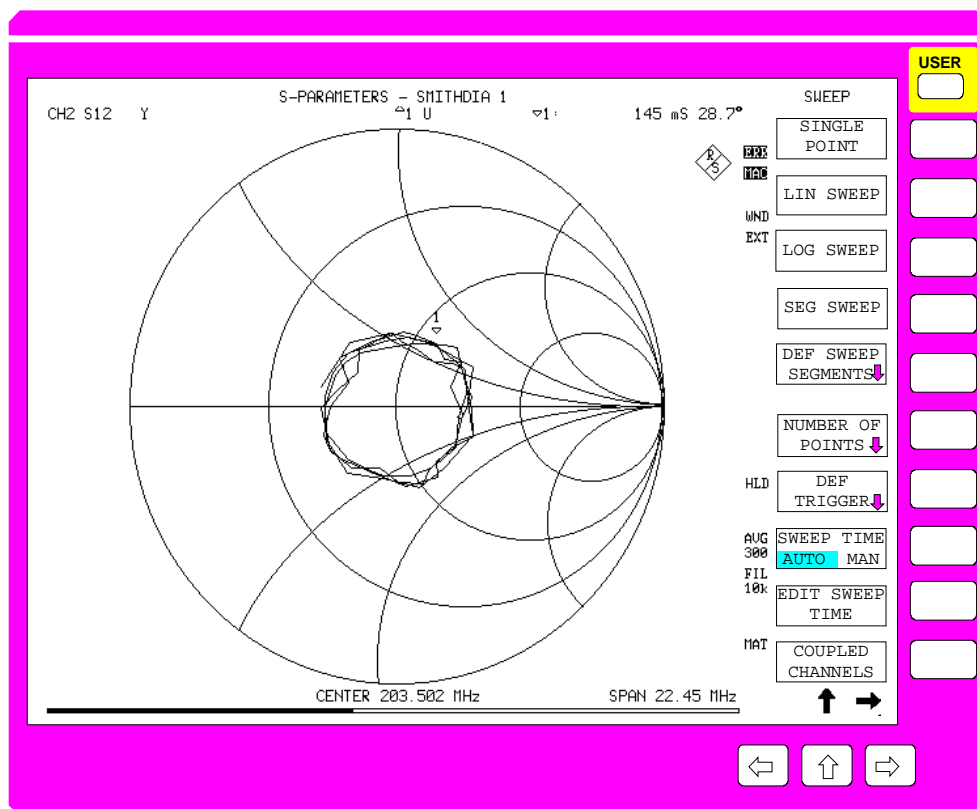 USER
S-PARAMETERS - SMITHDIA 1
SWEEP
CH2 S12 Y 1 U 1: 145 mS 28.7°
SINGLE
POINT
R
S
ERR
MAC
LIN SWEEP
WND
EXT
LOG SWEEP
SEG SWEEP
1
DEF SWEEP
SEGMENTS
NUMBER OF
POINTS
HLD
DEF
TRIGGER
AVG
300
SWEEP TIME
AUTO MAN
FIL
10k
EDIT SWEEP
TIME
MAT
COUPLED
CHANNELS
CENTER 203.502 MHz SPAN 22.45 MHz